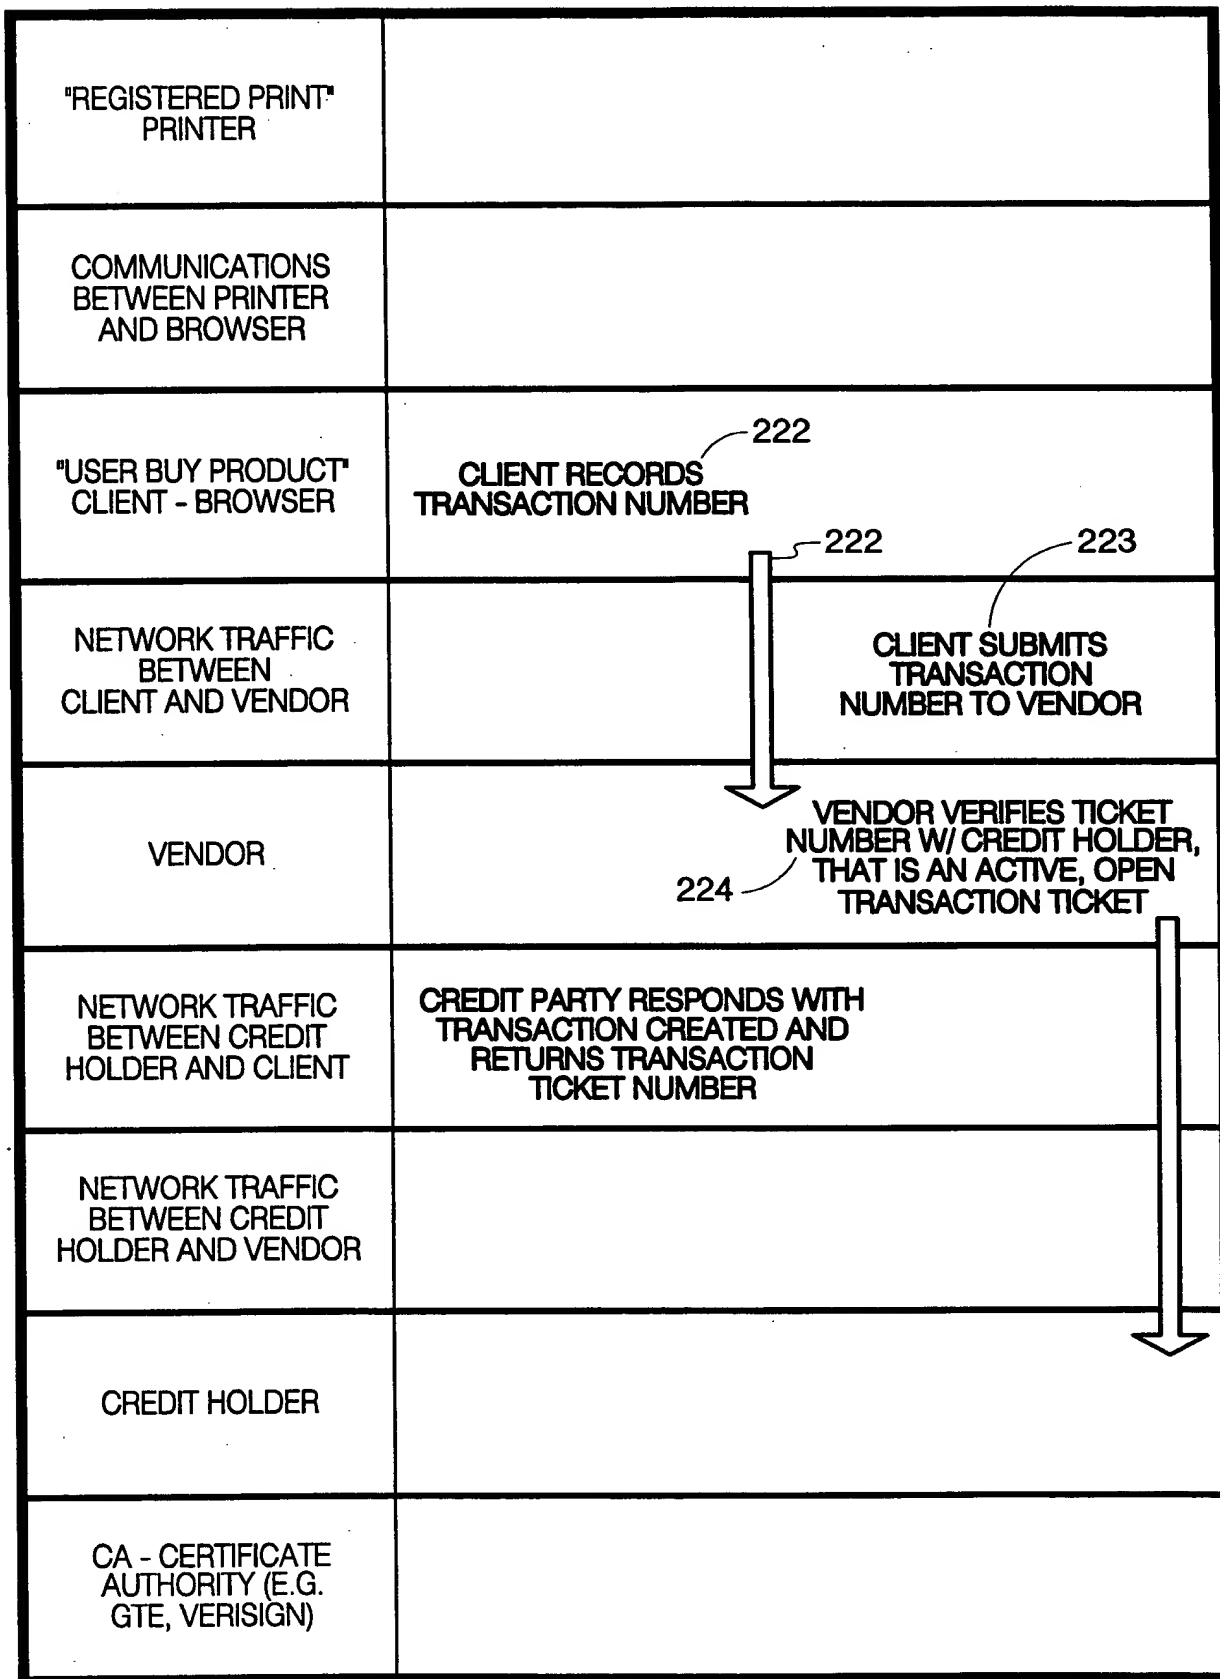 "REGISTERED PRINT"
PRINTER
COMMUNICATIONS
BETWEEN PRINTER
AND BROWSER
"USER BUY PRODUCT"
CLIENT - BROWSER
222
CLIENT RECORDS
TRANSACTION NUMBER
222
223
NETWORK TRAFFIC
BETWEEN
CLIENT AND VENDOR
CLIENT SUBMITS
TRANSACTION
NUMBER TO VENDOR
VENDOR
VENDOR VERIFIES TICKET
NUMBER W/ CREDIT HOLDER,
THAT IS AN ACTIVE, OPEN
TRANSACTION TICKET
224
NETWORK TRAFFIC
BETWEEN CREDIT
HOLDER AND CLIENT
CREDIT PARTY RESPONDS WITH
TRANSACTION CREATED AND
RETURNS TRANSACTION
TICKET NUMBER
NETWORK TRAFFIC
BETWEEN CREDIT
HOLDER AND VENDOR
CREDIT HOLDER
CA - CERTIFICATE
AUTHORITY (E.G.
GTE, VERISIGN)